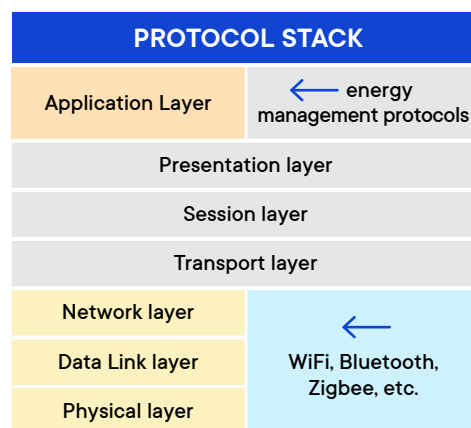 PROTOCOL STACK
Application Layer
energy
management protocols
Presentation layer
Session layer
Transport layer
Network layer
Data Link layer
Physical layer
WiFi, Bluetooth,
Zigbee, etc.